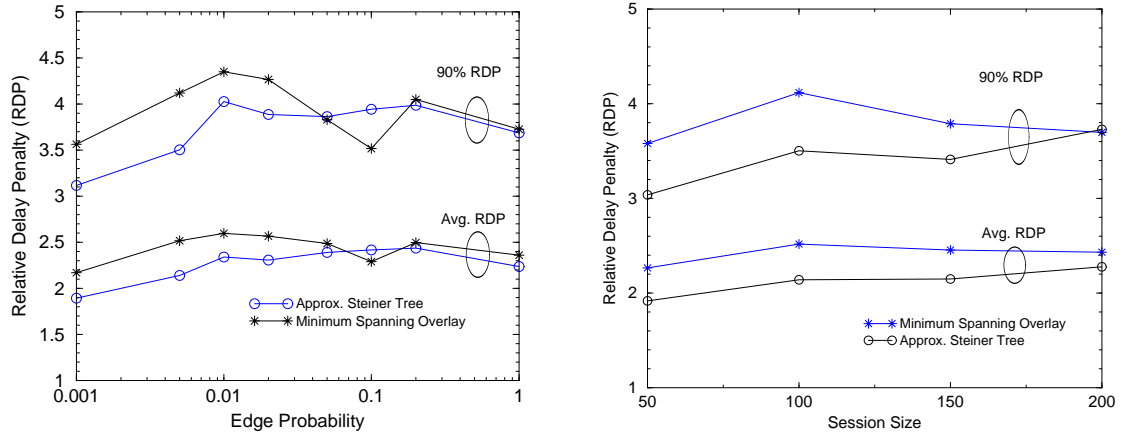 5
4.5
4
3.5
3
2.5
2
1.5
1
Relative Delay Penalty (RDP)
90% RDP
Avg. RDP
Approx. Steiner Tree
Minimum Spanning Overlay
0.001
0.01
0.1
1
Edge Probability
5
4
3
2
1
Relative Delay Penalty (RDP)
90% RDP
Avg. RDP
Minimum Spanning Overlay
Approx. Steiner Tree
50
100
150
200
Session Size